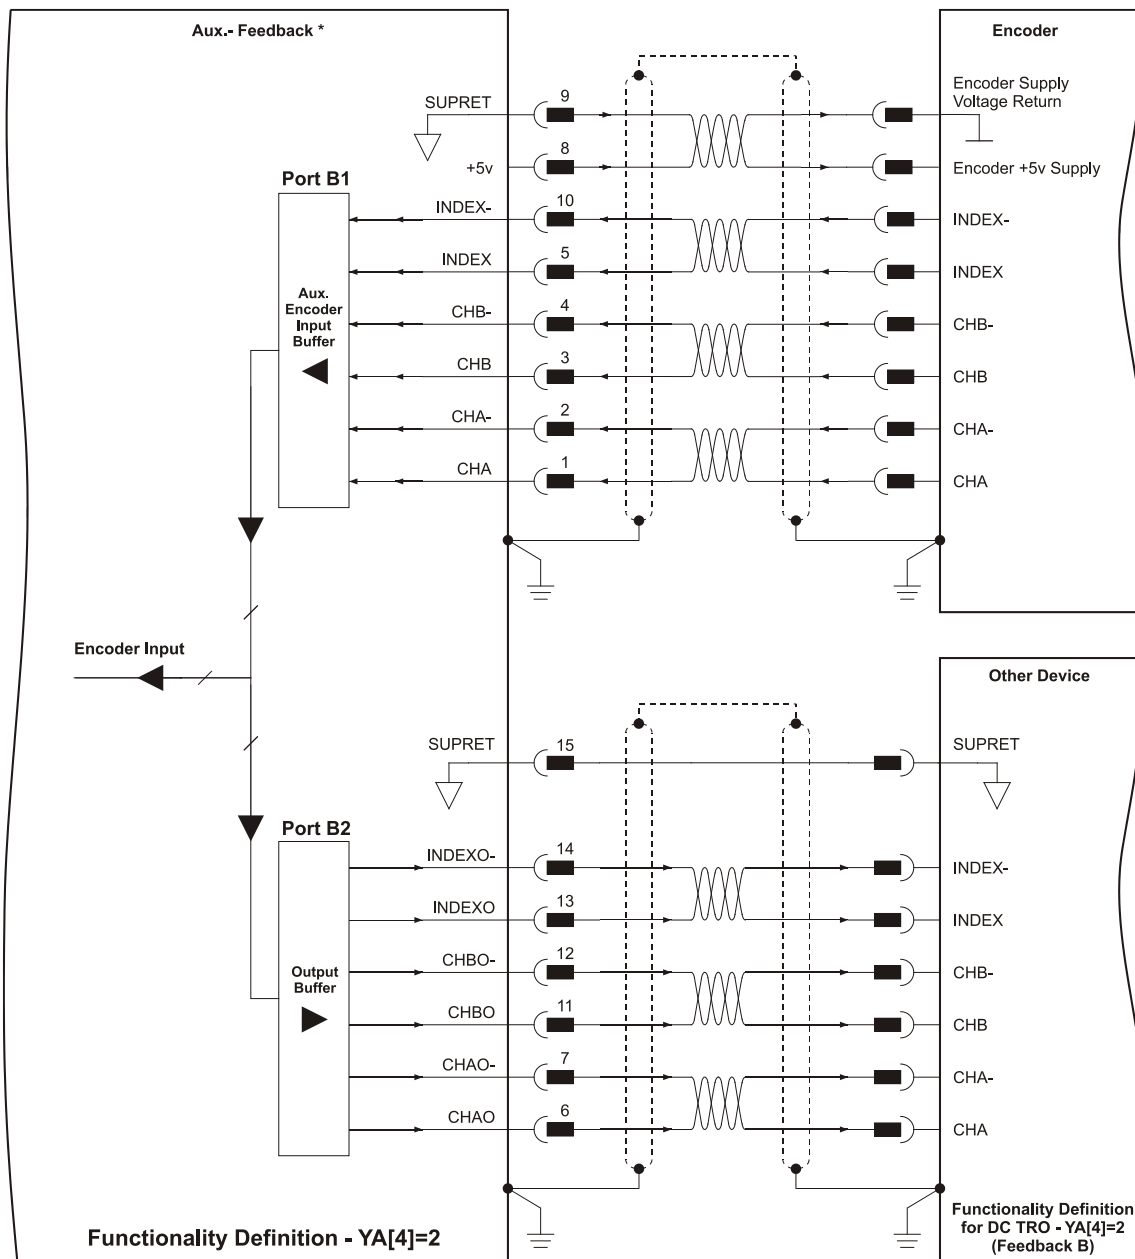 Aux.- Feedback *
Encoder
SUPRET
9
Encoder Supply
Voltage Return
+5v
8
Encoder +5v Supply
Port B1
INDEX-
10
INDEX-
INDEX
5
INDEX
Aux.
Encoder
Input
Buffer
CHB-
4
CHB-
CHB
3
CHB
CHA-
2
CHA-
CHA
1
CHA
Encoder Input
Other Device
SUPRET
15
SUPRET
Port B2
INDEXO-
14
INDEX-
INDEXO
13
INDEX
Output
Buffer
CHBO-
12
CHB-
CHBO
11
CHB
CHAO-
7
CHA-
CHAO
6
CHA
Functionality Definition - YA[4]=2
Functionality Definition
for DC TRO - YA[4]=2
(Feedback B)